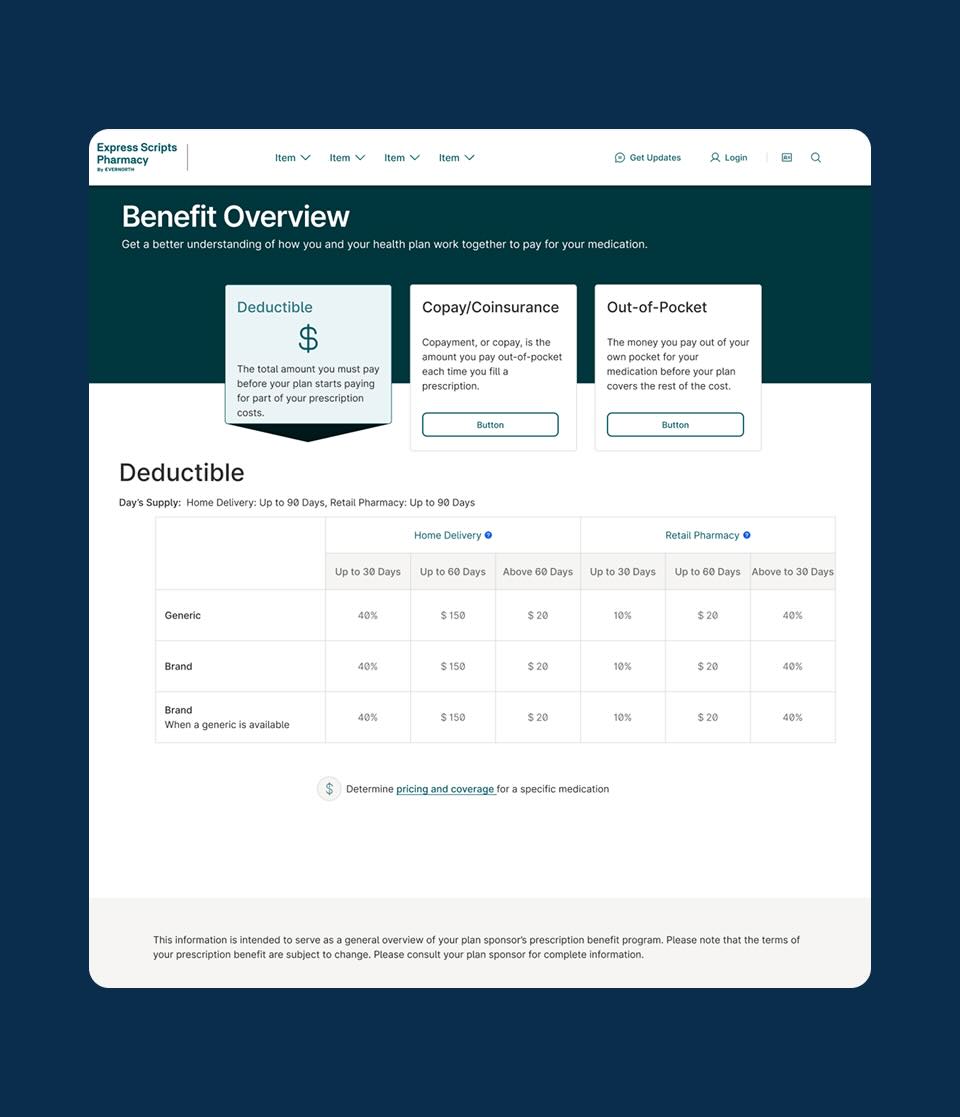 Express Scripts
Pharmacy
By EVERNORTH
Item
Item
Item
Item
Get Updates
Login
Benefit Overview
Get a better understanding of how you and your health plan work together to pay for your medication.
Deductible
$
The total amount you must pay
before your plan starts paying
for part of your prescription
costs.
Copay/Coinsurance
Copayment, or copay, is the
amount you pay out-of-pocket
each time you fill a
prescription.
Button
Out-of-Pocket
The money you pay out of your
own pocket for your
medication before your plan
covers the rest of the cost.
Button
Deductible
Day's Supply: Home Delivery: Up to 90 Days, Retail Pharmacy: Up to 90 Days
Home Delivery ? Retail Pharmacy ?
Up to 30 Days Up to 60 Days Above 60 Days Up to 30 Days Up to 60 Days Above to 30 Days
Generic 40% $ 150 $ 20 10% $ 20 40%
Brand 40% $ 150 $ 20 10% $ 20 40%
Brand
When a generic is available 40% $ 150 $ 20 10% $ 20 40%
$ Determine pricing and coverage for a specific medication
This information is intended to serve as a general overview of your plan sponsor's prescription benefit program. Please note that the terms of
your prescription benefit are subject to change. Please consult your plan sponsor for complete information.